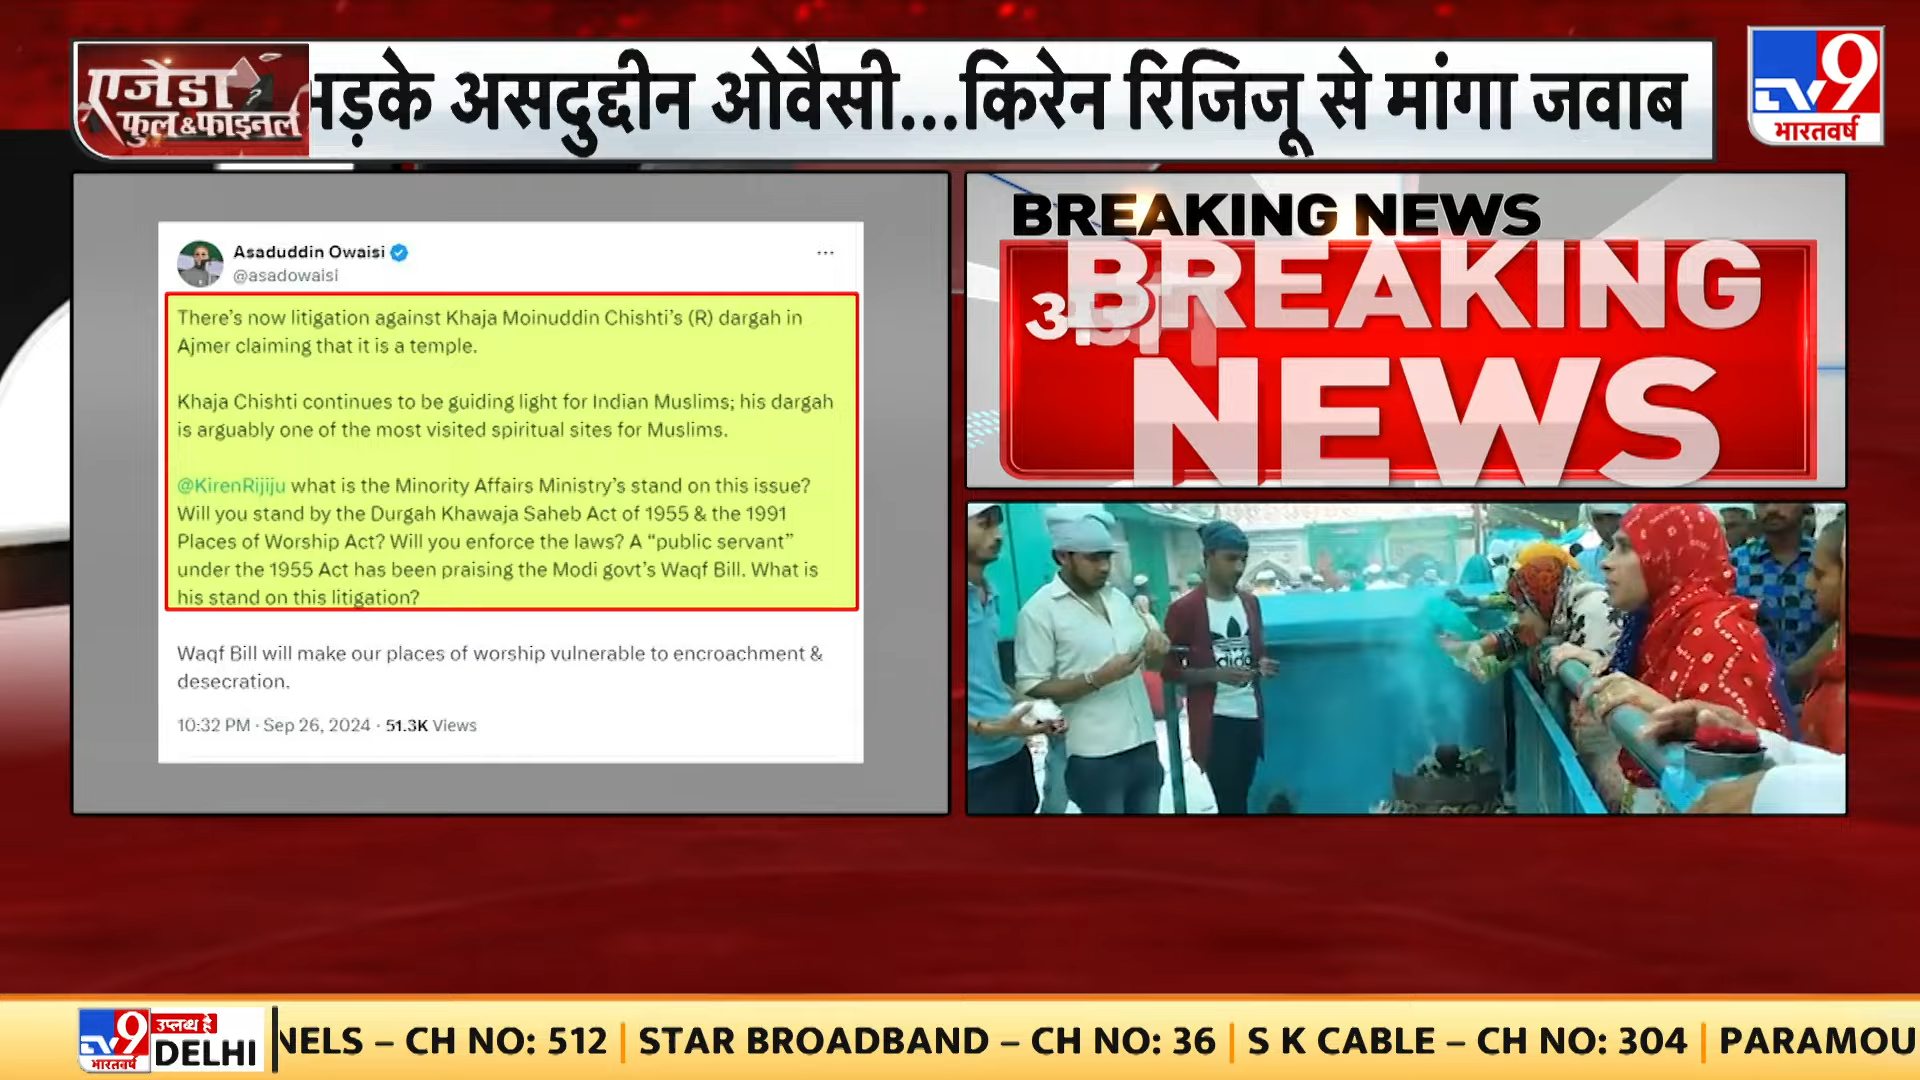 एजेंडा
फुल&फाइनल
असदुद्दीन ओवैसी...किरेन रिजिजू से मांगा जवाब
TV9
भारतवर्ष
Asaduddin Owaisi
@asadowaisi
There's now litigation against Khaja Moinuddin Chishti's (R) dargah in
Ajmer claiming that it is a temple.
Khaja Chishti continues to be guiding light for Indian Muslims; his dargah
is arguably one of the most visited spiritual sites for Muslims.
@KirenRijiju what is the Minority Affairs Ministry's stand on this issue?
Will you stand by the Durgah Khawaja Saheb Act of 1955 & the 1991
Places of Worship Act? Will you enforce the laws? A “public servant”
under the 1955 Act has been praising the Modi govt's Waqf Bill. What is
his stand on this litigation?
Waqf Bill will make our places of worship vulnerable to encroachment &
desecration.
10:32 PM · Sep 26, 2024 · 51.3K Views
BREAKING NEWS
BREAKING
NEWS
adidas
TV9
भारतवर्ष
उप्लब्ध है
DELHI
CH NO: 512 | STAR BROADBAND – CH NO: 36 | S K CABLE – CH NO: 304 |